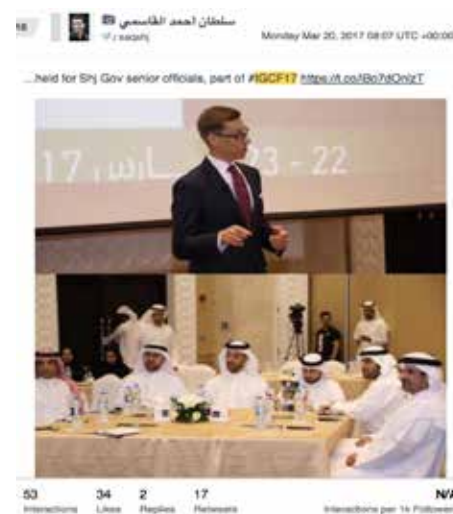 سلطان احمد القاسمي
Monday Mar 20, 2017 08:07 UTC +00:00
...held for Shj Gov senior officials, part of #IGCF17
22 - 23 مارس, 17
53 34 2 17 N/A
Interactions Likes Replies Retweets Interactions per 1k Followers